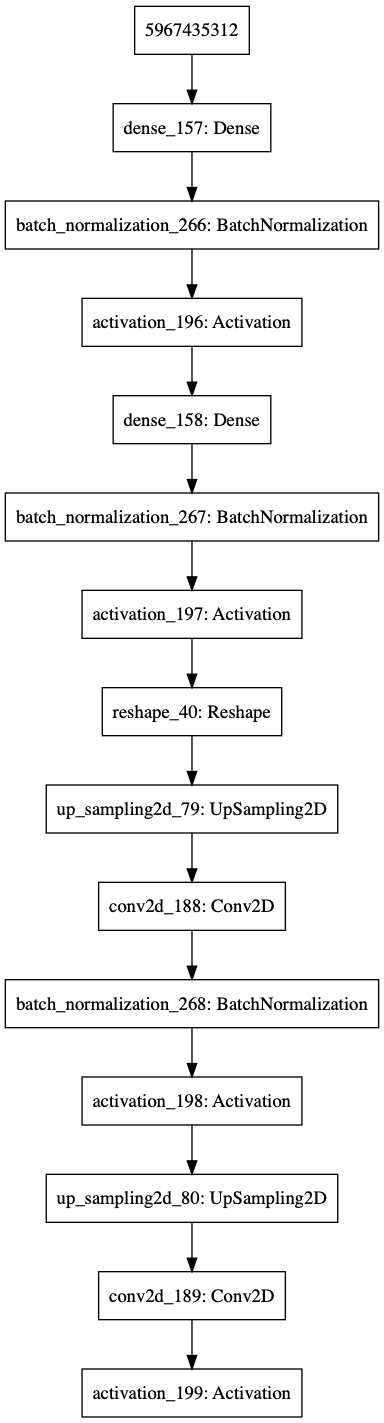 5967435312
dense_157: Dense
batch_normalization_266: BatchNormalization
activation_196: Activation
dense_158: Dense
batch_normalization_267: BatchNormalization
activation_197: Activation
reshape_40: Reshape
up_sampling2d_79: UpSampling2D
conv2d_188: Conv2D
batch_normalization_268: BatchNormalization
activation_198: Activation
up_sampling2d_80: UpSampling2D
conv2d_189: Conv2D
activation_199: Activation